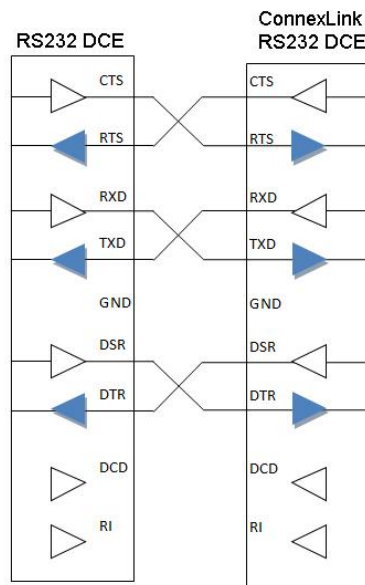 RS232 DCE
CTS
RTS
RXD
TXD
GND
DSR
DTR
DCD
RI
ConnexLink
RS232 DCE
CTS
RTS
RXD
TXD
GND
DSR
DTR
DCD
RI